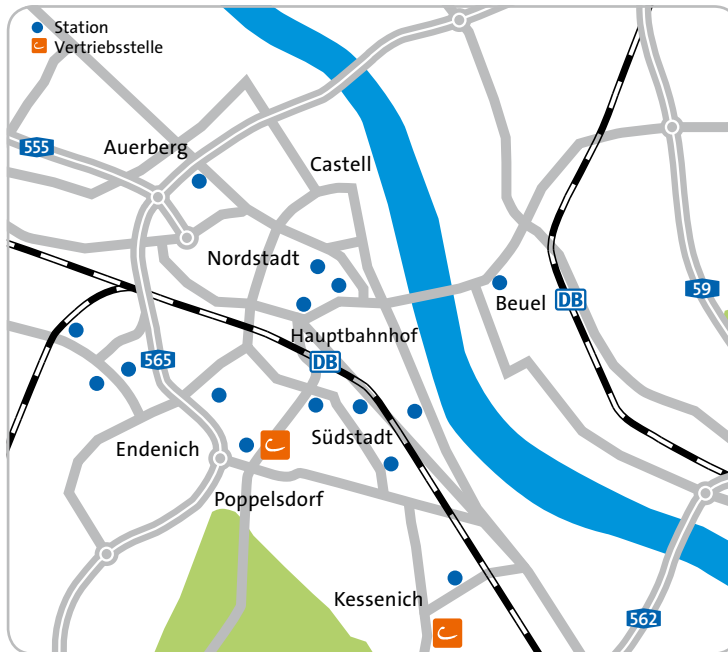 Station
Vertriebsstelle
555
Auerberg
Castell
Nordstadt
59
Beuel
DB
Hauptbahnhof
DB
565
Südstadt
Endenich
Poppelsdorf
Kessenich
562